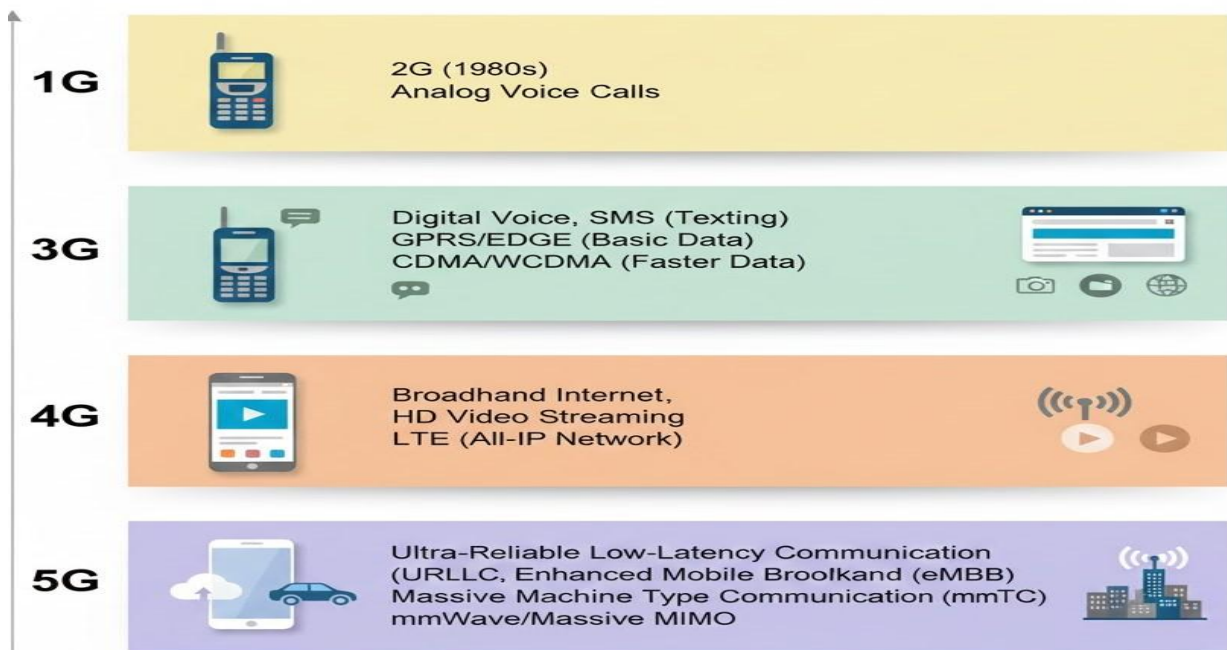 1G
2G (1980s)
Analog Voice Calls
3G
Digital Voice, SMS (Texting)
GPRS/EDGE (Basic Data)
CDMA/WCDMA (Faster Data)
4G
Broadhand Internet,
HD Video Streaming
LTE (All-IP Network)
5G
Ultra-Reliable Low-Latency Communication
(URLLC, Enhanced Mobile Broolkand (eMBB)
Massive Machine Type Communication (mmTC)
mmWave/Massive MIMO